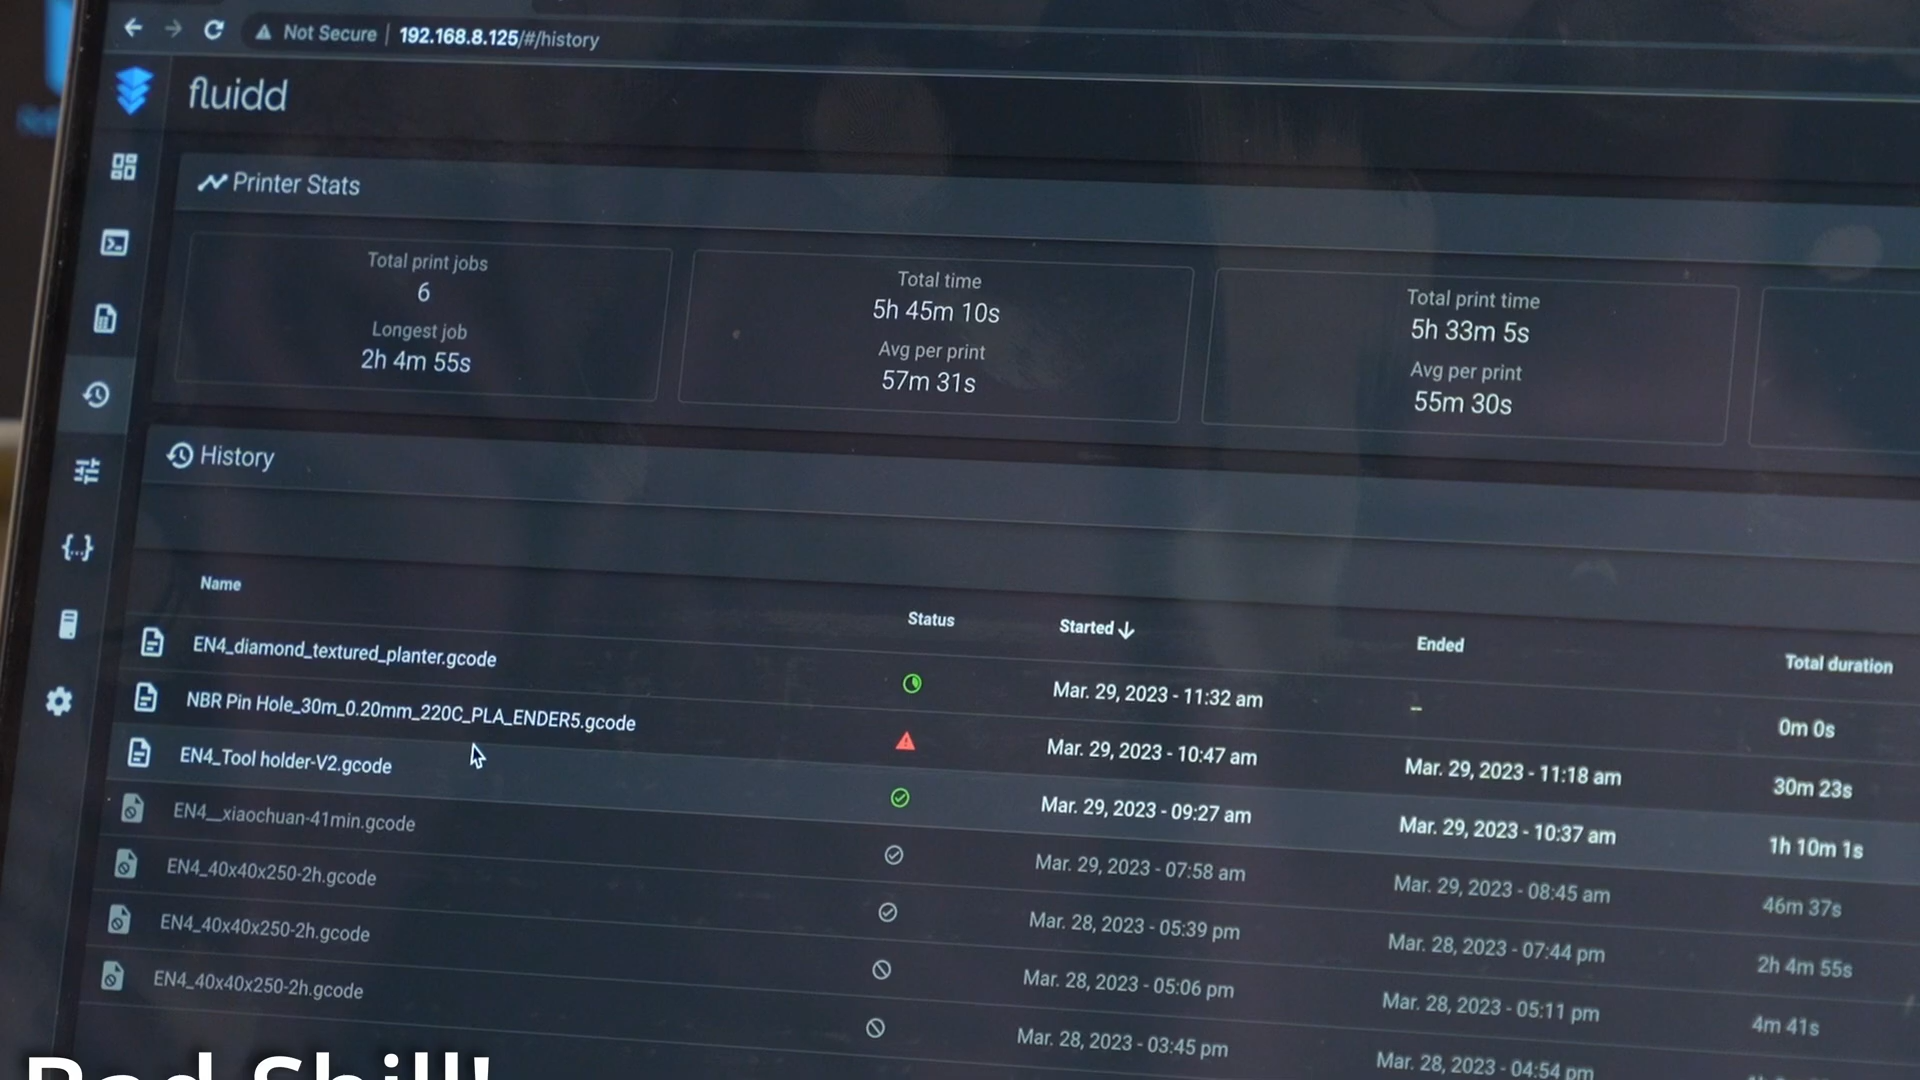 Not Secure | 192.168.8.125/#/history
fluidd
Printer Stats
Total print jobs
6
Longest job
2h 4m 55s
Total time
5h 45m 10s
Avg per print
57m 31s
Total print time
5h 33m 5s
Avg per print
55m 30s
History
Name Status Started Ended Total duration
EN4_diamond_textured_planter.gcode Mar. 29, 2023 - 11:32 am – 0m 0s
NBR Pin Hole_30m_0.20mm_220C_PLA_ENDER5.gcode Mar. 29, 2023 - 10:47 am Mar. 29, 2023 - 11:18 am 30m 23s
EN4_Tool holder-V2.gcode Mar. 29, 2023 - 09:27 am Mar. 29, 2023 - 10:37 am 1h 10m 1s
EN4__xiaochuan-41min.gcode Mar. 29, 2023 - 07:58 am Mar. 29, 2023 - 08:45 am 46m 37s
EN4_40x40x250-2h.gcode Mar. 28, 2023 - 05:39 pm Mar. 28, 2023 - 07:44 pm 2h 4m 55s
EN4_40x40x250-2h.gcode Mar. 28, 2023 - 05:06 pm Mar. 28, 2023 - 05:11 pm 4m 41s
EN4_40x40x250-2h.gcode Mar. 28, 2023 - 03:45 pm Mar. 28, 2023 - 04:54 pm
Bad Shill!